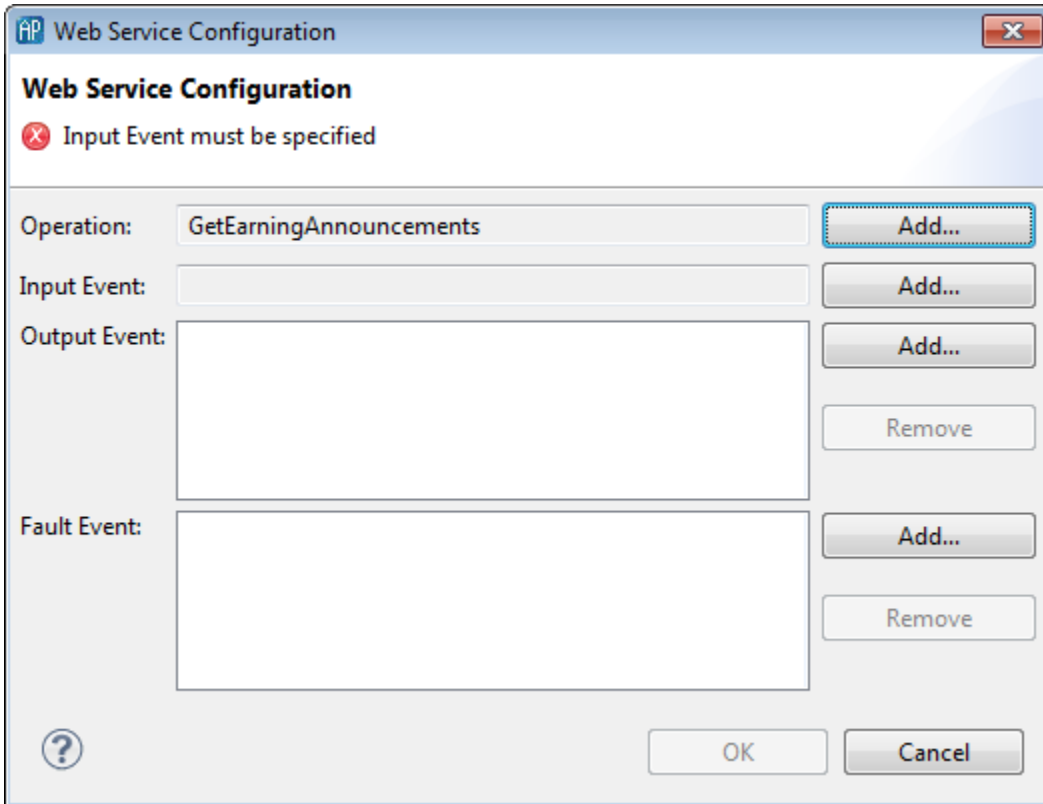 AP Web Service Configuration
Web Service Configuration
Input Event must be specified
Operation: GetEarningAnnouncements Add...
Input Event: Add...
Output Event: Add...
Remove
Fault Event: Add...
Remove
? OK Cancel